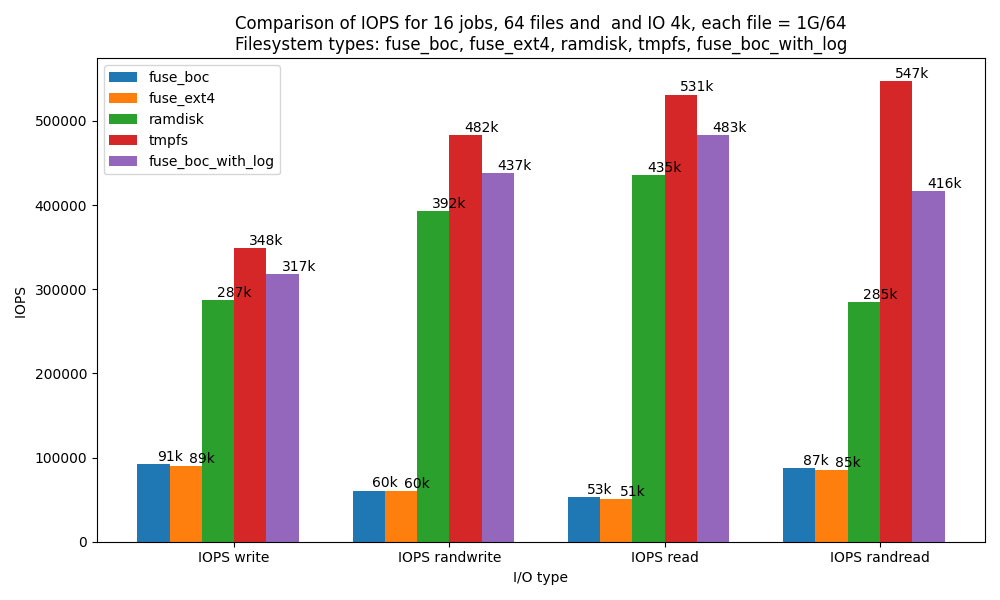 Comparison of IOPS for 16 jobs, 64 files and  and IO 4k, each file = 1G/64
Filesystem types: fuse_boc, fuse_ext4, ramdisk, tmpfs, fuse_boc_with_log
fuse_boc
fuse_ext4
ramdisk
tmpfs
fuse_boc_with_log
IOPS
500000
400000
300000
200000
100000
0
91k
89k
287k
348k
317k
60k
60k
392k
482k
437k
53k
51k
435k
531k
483k
87k
85k
285k
547k
416k
IOPS write
IOPS randwrite
IOPS read
IOPS randread
I/O type